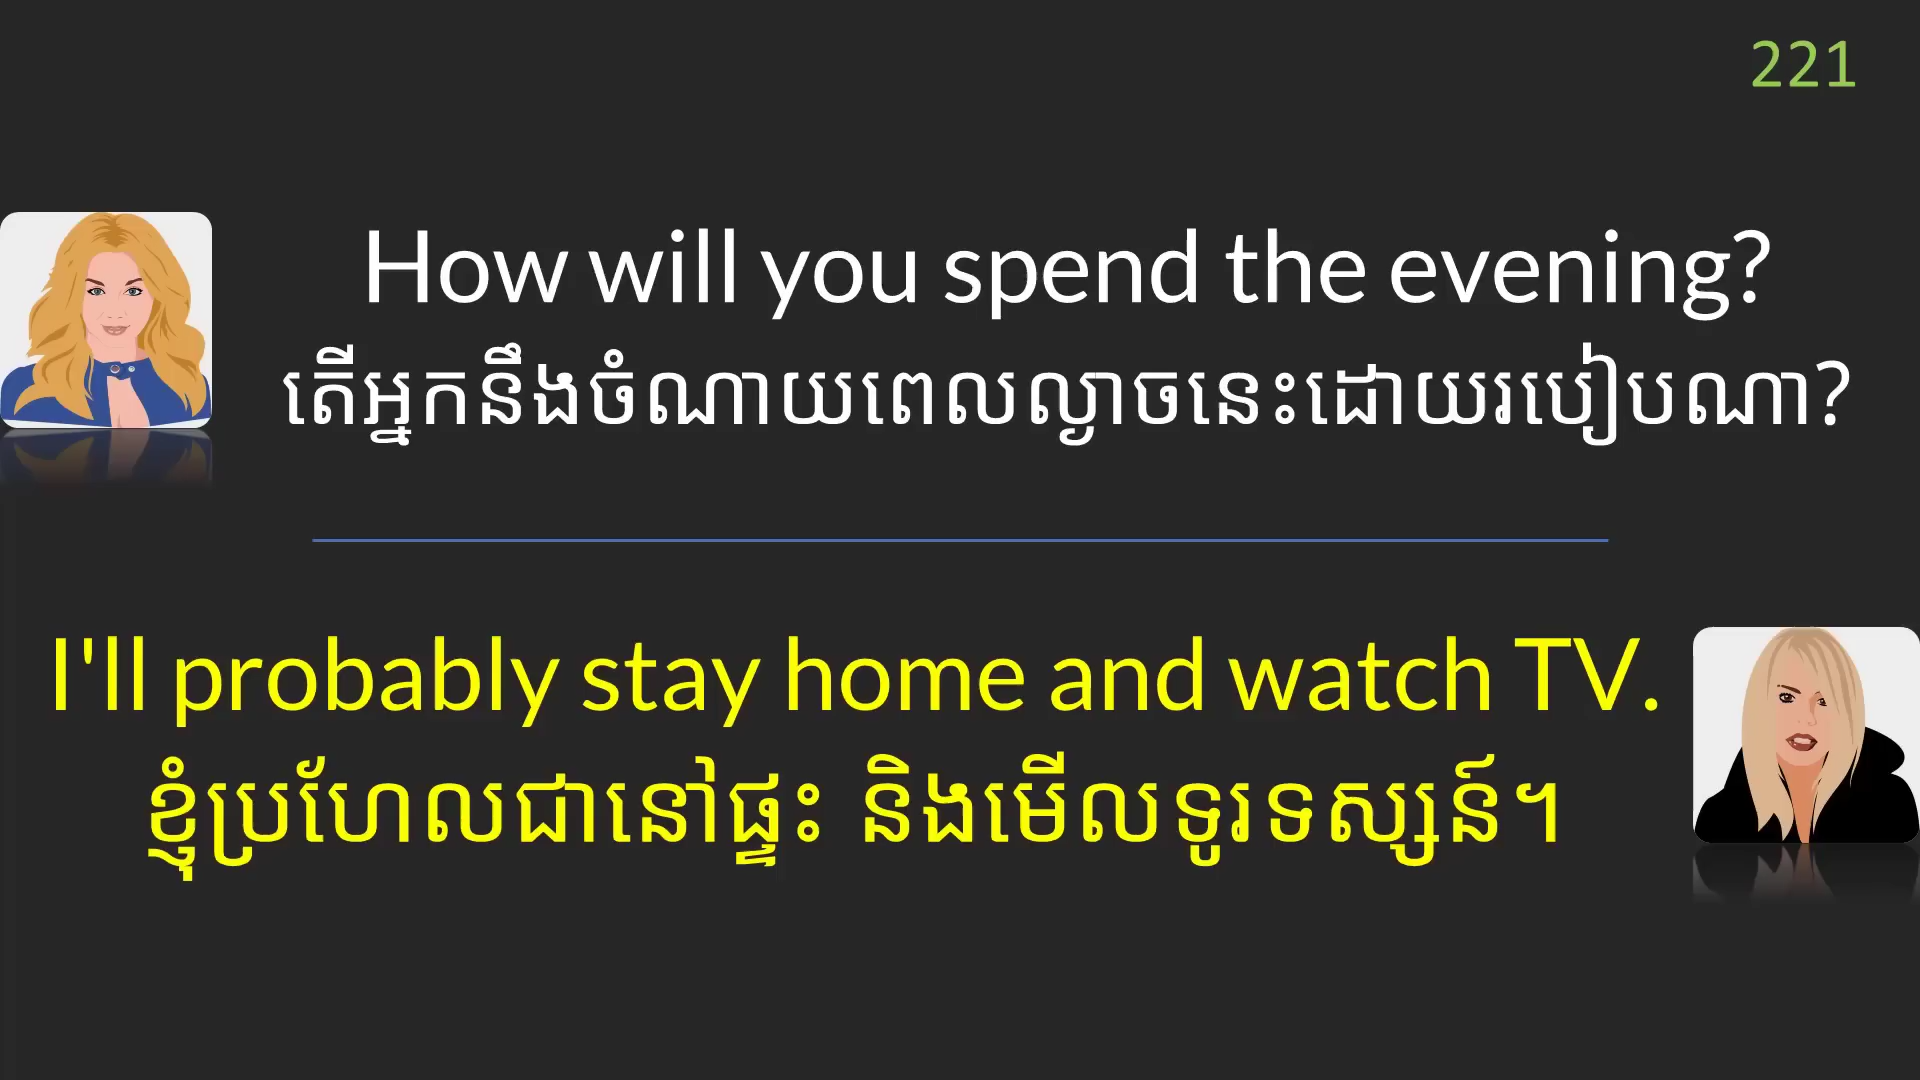 221
How will you spend the evening?
តើអ្នកនឹងចំណាយពេលល្ងាចនេះដោយរបៀបណា?
I'll probably stay home and watch TV.
ខ្ញុំប្រហែលជានៅផ្ទះ និងមើលទូរទស្សន៍។